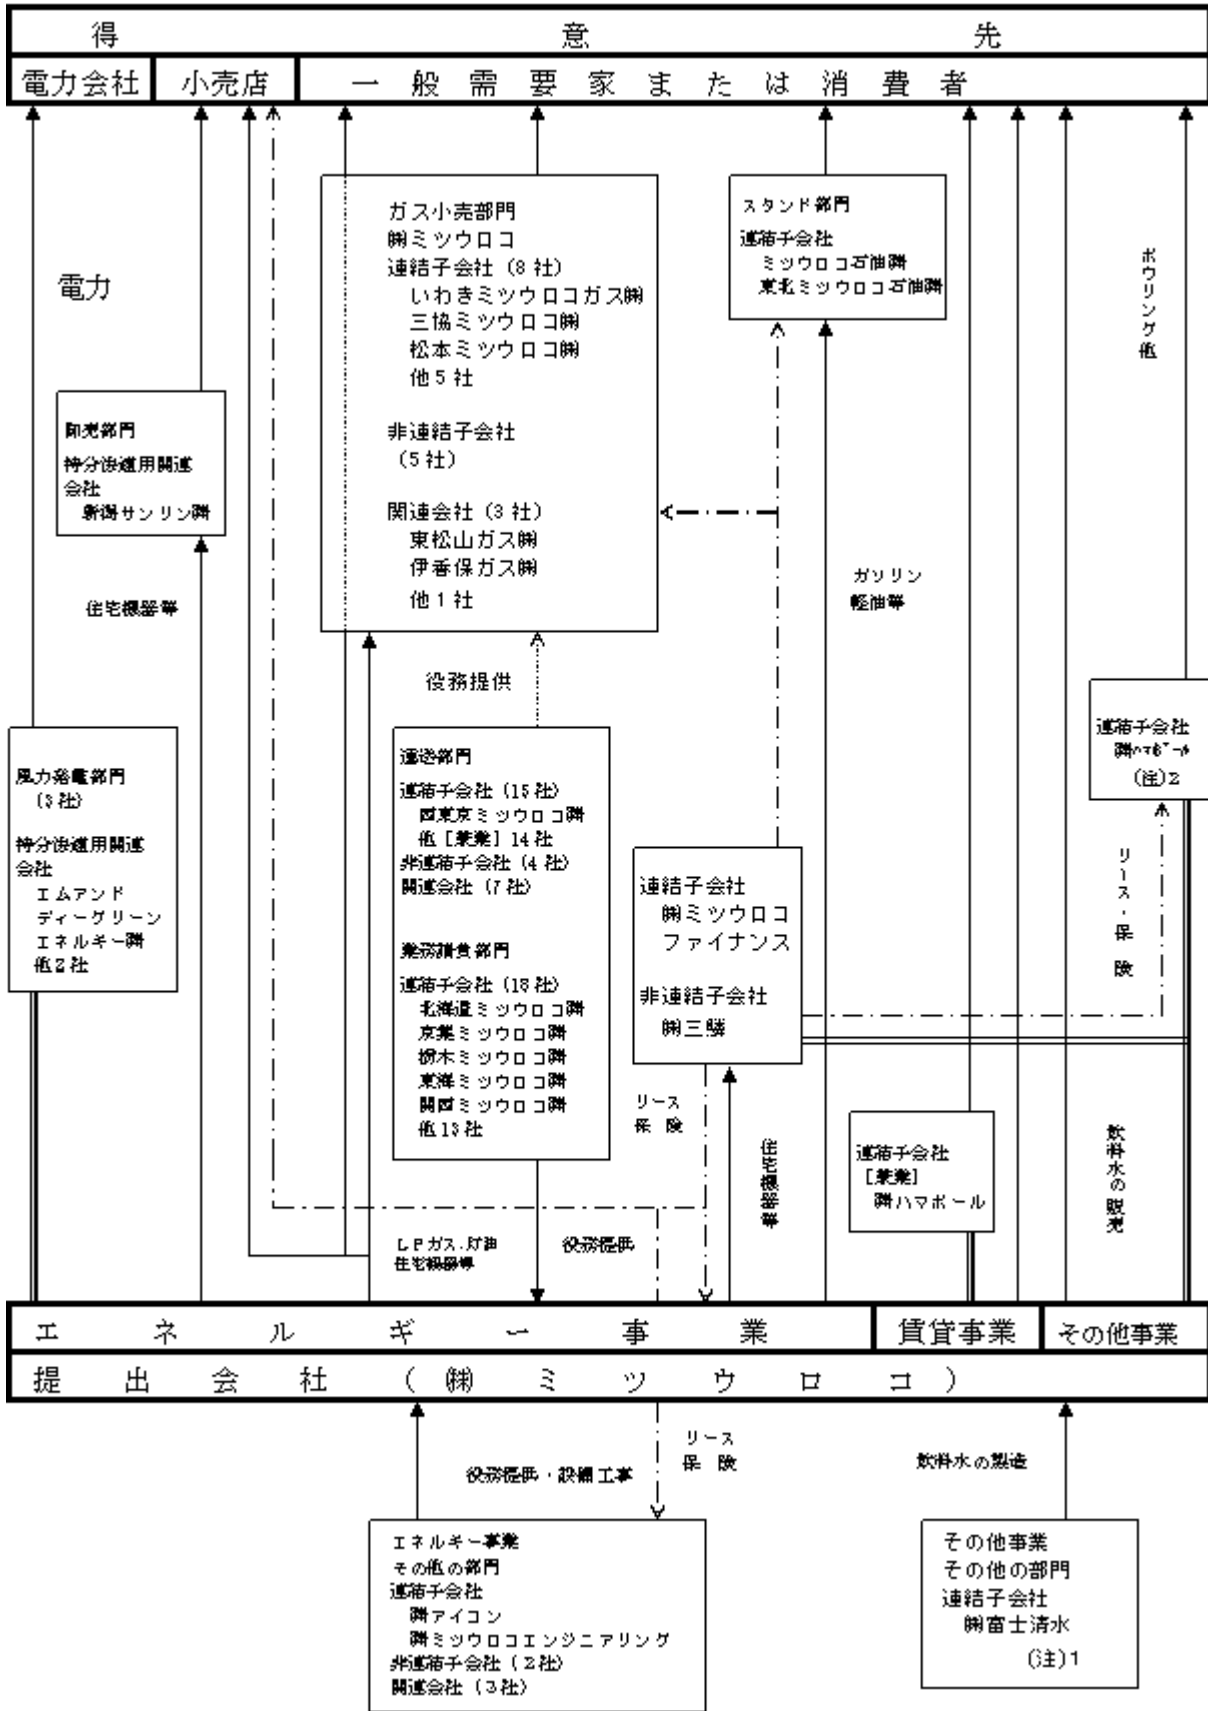 得意先
電力会社 小売店 一般需要家または消費者
ガス小売部門
㈱ミツウロコ
連結子会社(8社)
いわきミツウロコガス㈱
三協ミツウロコ㈱
松本ミツウロコ㈱
他5社
非連結子会社
(5社)
関連会社(3社)
東松山ガス㈱
伊香保ガス㈱
他1社
スタンド部門
連結子会社
ミツウロコ石油㈱
東北ミツウロコ石油㈱
ボウリング他
電力
卸売部門
持分法適用関連
会社
新潟サンリン㈱
住宅機器等
ガソリン
軽油等
役務提供
風力発電部門
(3社)
持分法適用関連
会社
エムアンド
ディーグリーン
エネルギー㈱
他2社
運送部門
連結子会社(15社)
西東京ミツウロコ㈱
他[兼業]14社
非連結子会社(4社)
関連会社(7社)
業務請負部門
連結子会社(18社)
北海道ミツウロコ㈱
京葉ミツウロコ㈱
栃木ミツウロコ㈱
東海ミツウロコ㈱
関西ミツウロコ㈱
他13社
連結子会社
㈱ミツウロコ
ファイナンス
非連結子会社
㈱三鱗
連結子会社
㈱ハマボール
(注)2
リース・保険
リース
保険
住宅機器等
連結子会社
[兼業]
㈱ハマボール
飲料水の販売
LPガス、灯油
住宅機器等
役務提供
エネルギー事業 賃貸事業 その他事業
提出会社(㈱ミツウロコ)
役務提供・設備工事
リース
保険
飲料水の製造
エネルギー事業
その他の部門
連結子会社
㈱アイコン
㈱ミツウロコエンジニアリング
非連結子会社(2社)
関連会社(3社)
その他事業
その他の部門
連結子会社
㈱富士清水
(注)1